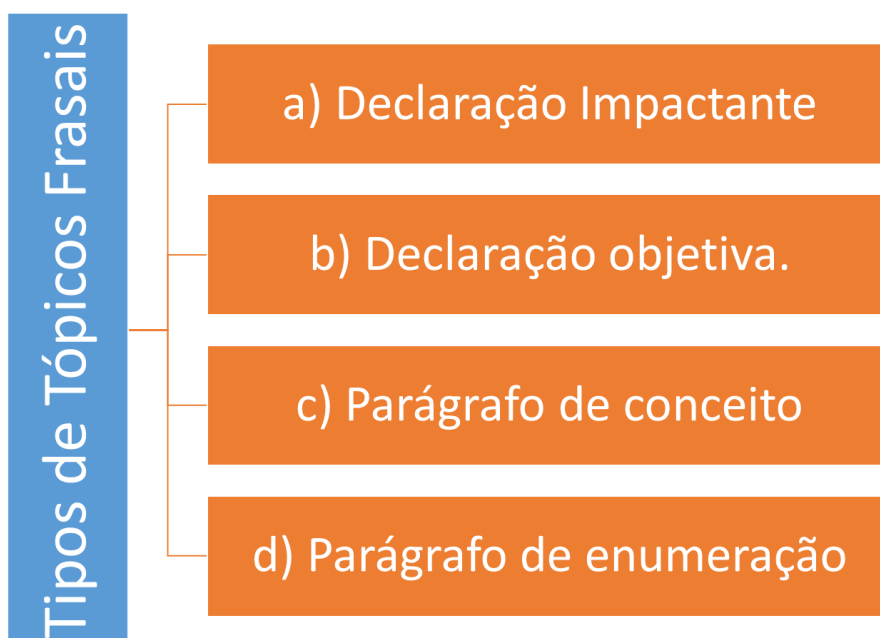 Tipos de Tópicos Frasais
a) Declaração Impactante
b) Declaração objetiva.
c) Parágrafo de conceito
d) Parágrafo de enumeração